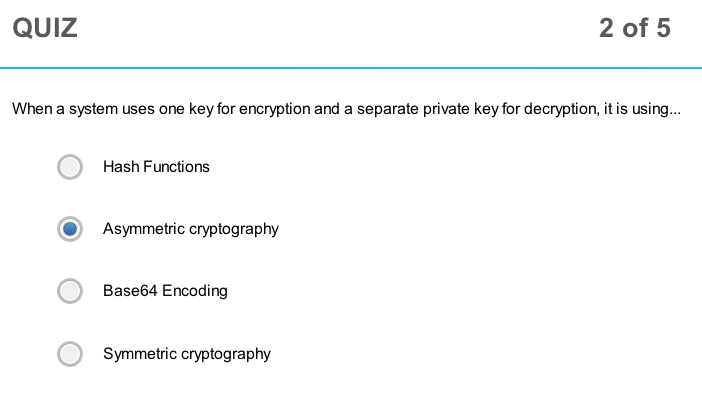 QUIZ 2 of 5
When a system uses one key for encryption and a separate private key for decryption, it is using...
Hash Functions
Asymmetric cryptography
Base64 Encoding
Symmetric cryptography